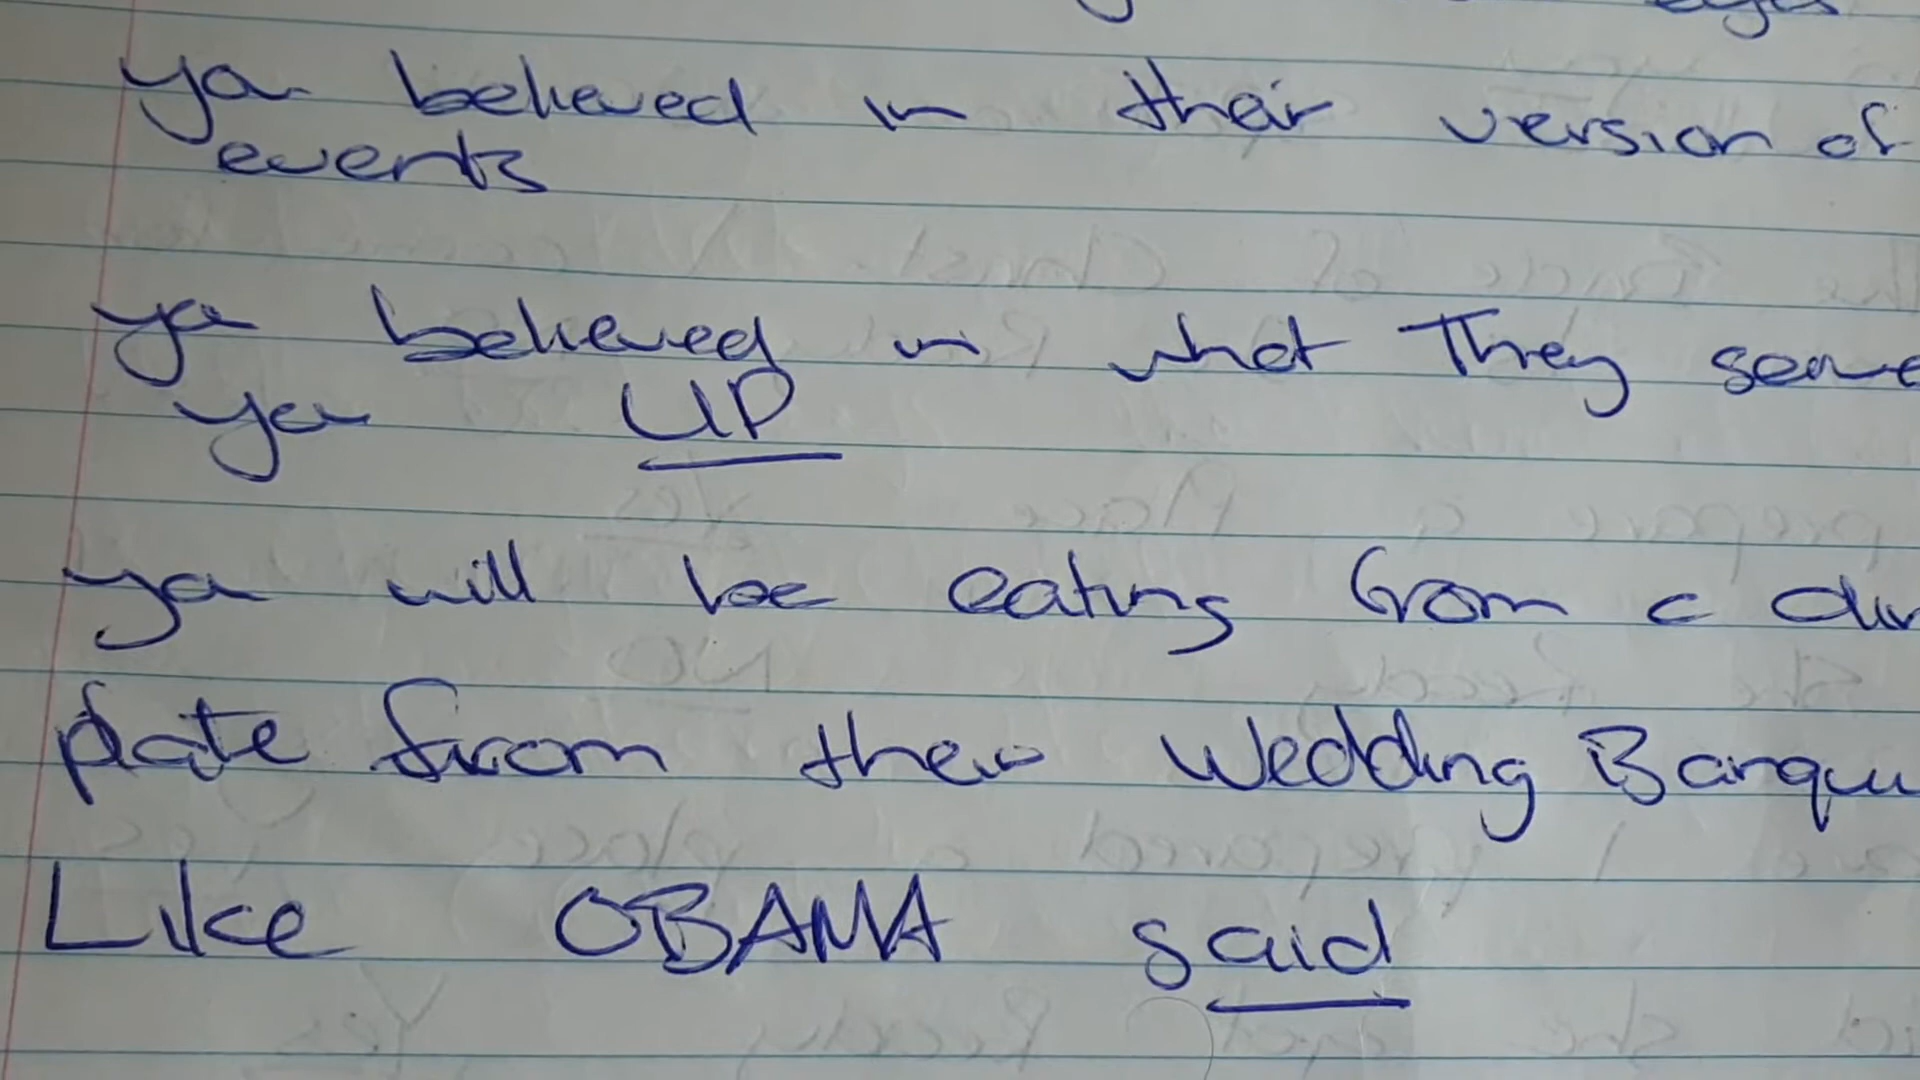 you believed in their version of
events
you believed in what They serve
you UP
you will be eating from a
plate from their Wedding
Like OBAMA said